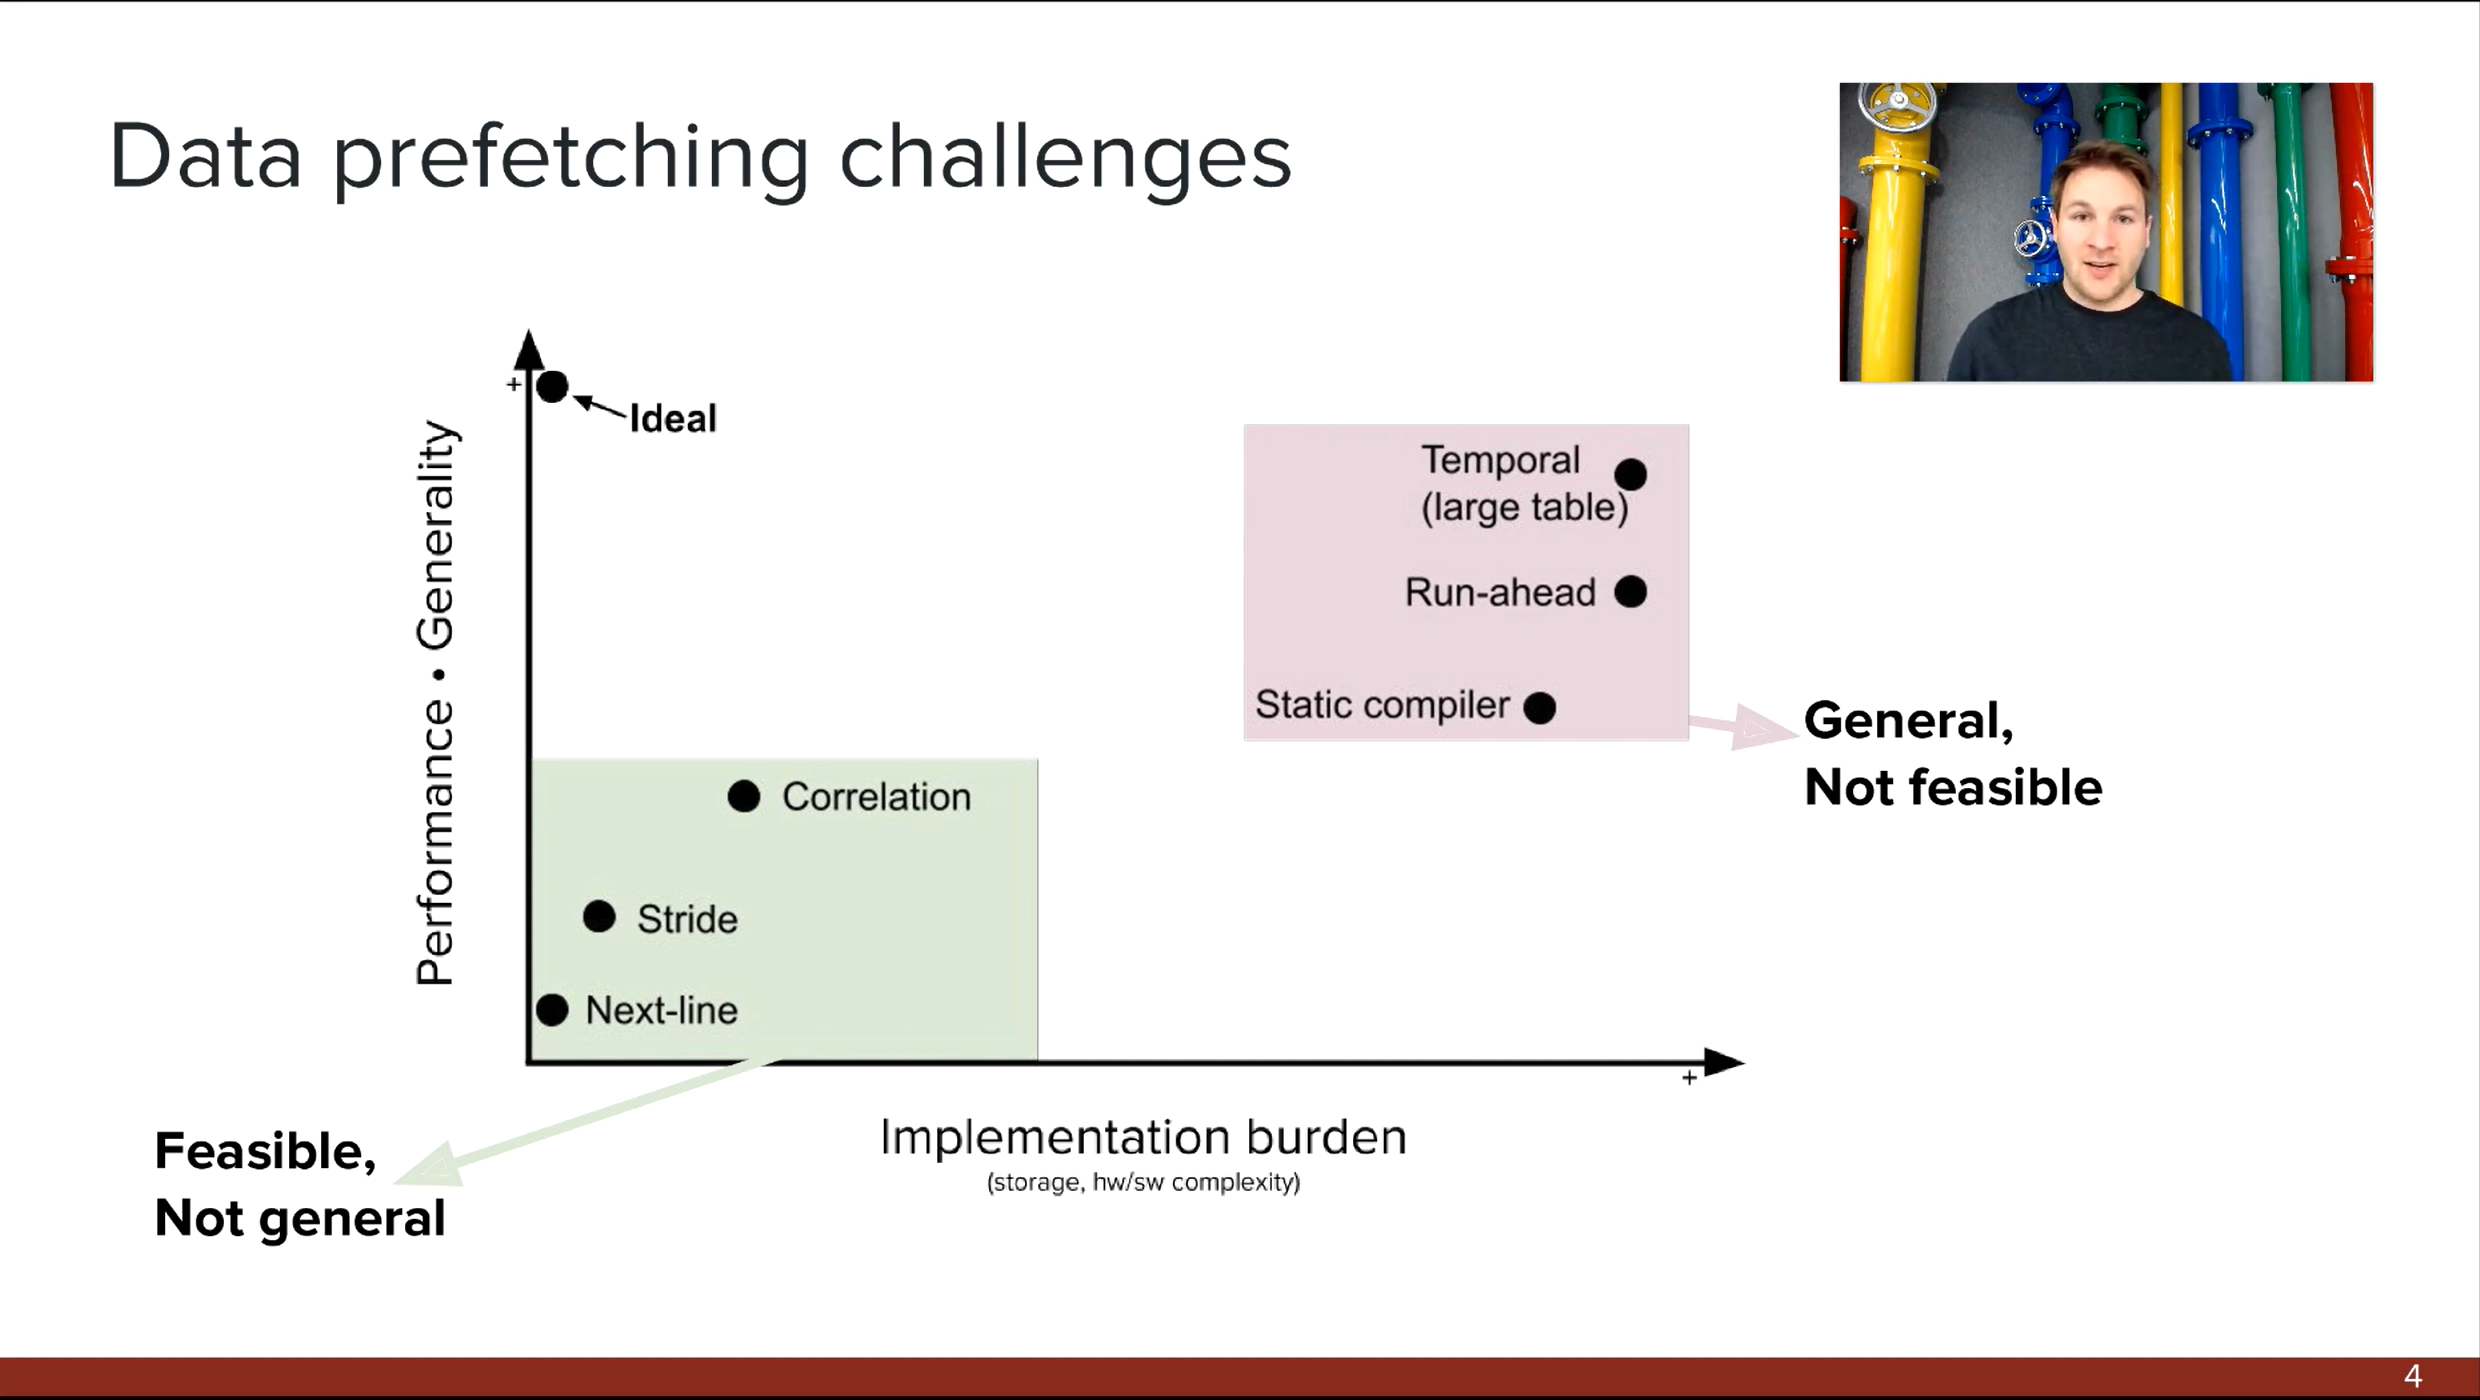 Data prefetching challenges
+
Ideal
Performance • Generality
Temporal
(large table)
Run-ahead
Static compiler
General,
Not feasible
Correlation
Stride
Next-line
+
Implementation burden
(storage, hw/sw complexity)
Feasible,
Not general
4